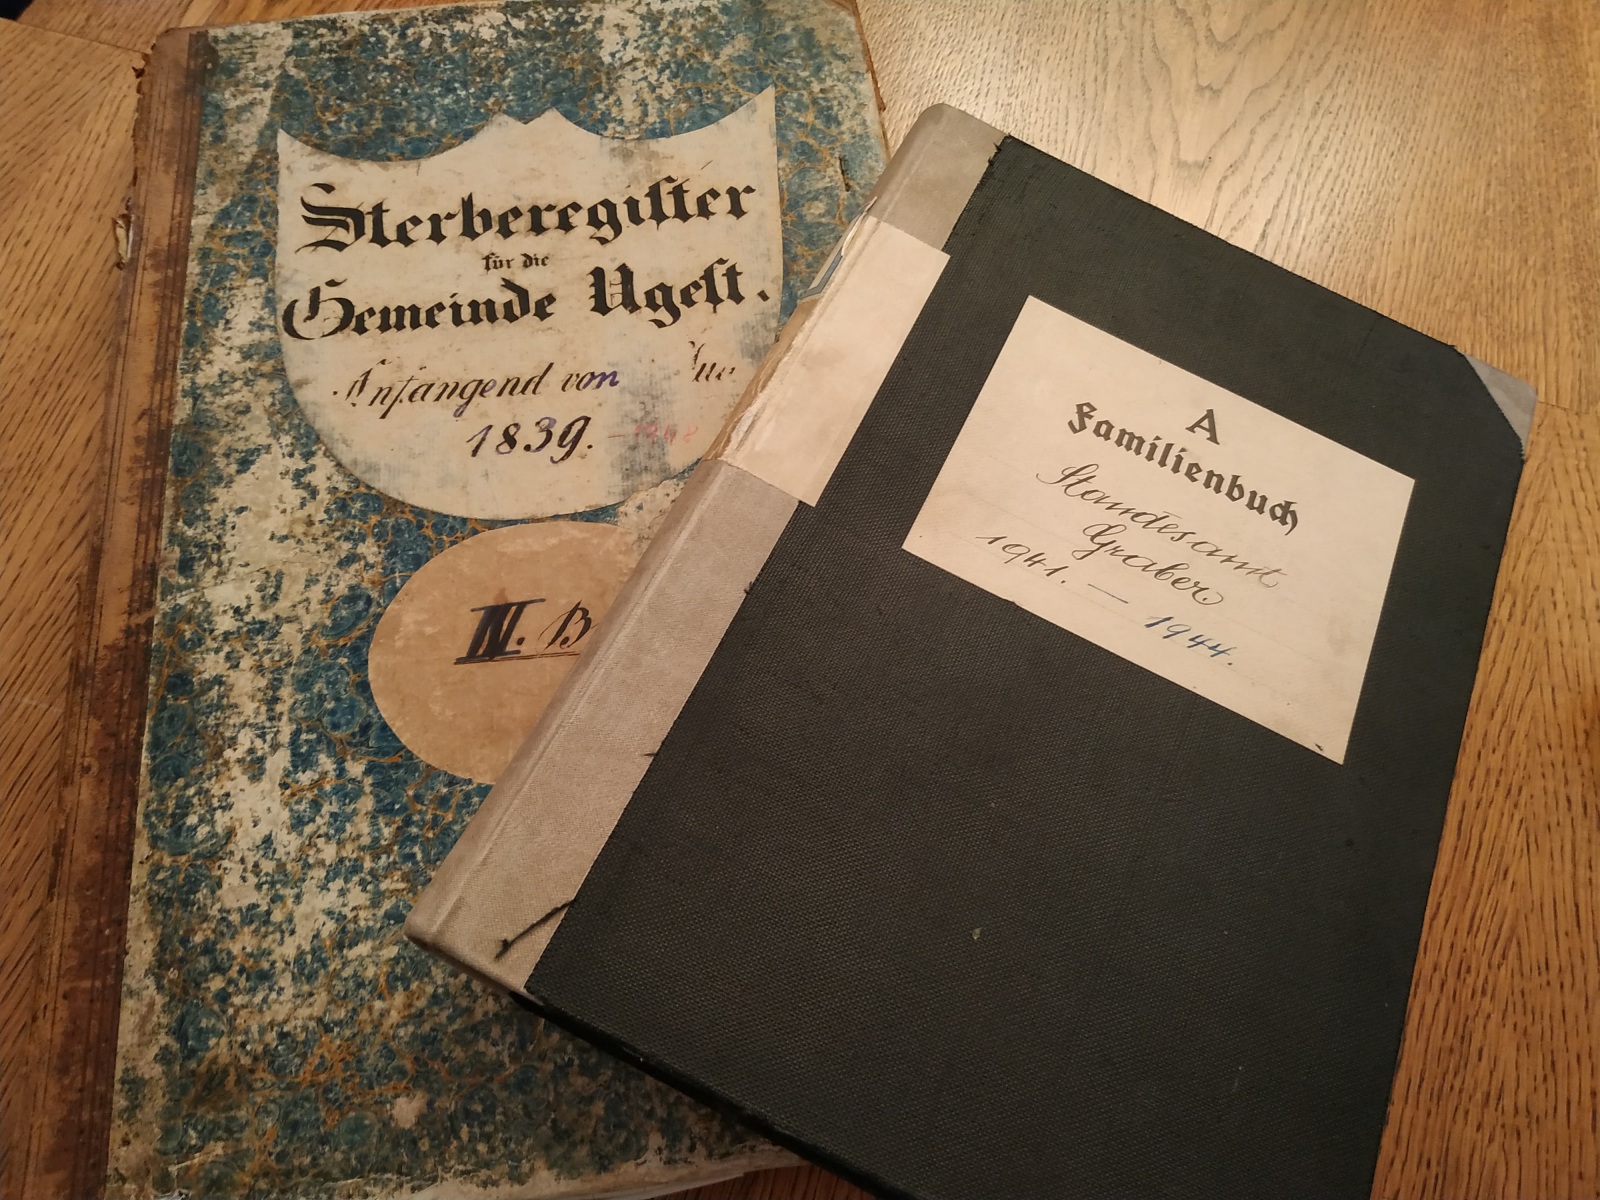 Sterberegister
für die
Gemeinde Ugest.
Anfangend von
1839.
IV. B
A
Familienbuch
Standesamt
Graber
1941. — 1944.